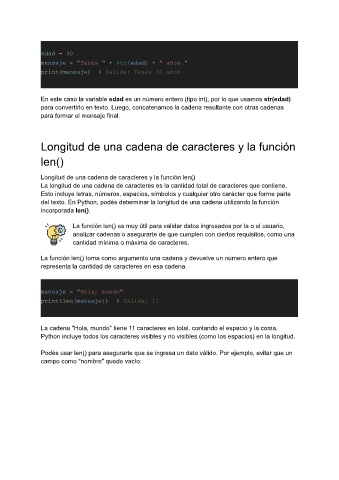 edad = 30
mensaje = "Tenés " + str(edad) + " años."
print(mensaje)  # Salida: Tenés 30 años
En este caso la variable edad es un número entero (tipo int), por lo que usamos str(edad)
para convertirlo en texto. Luego, concatenamos la cadena resultante con otras cadenas
para formar el mensaje final.
Longitud de una cadena de caracteres y la función
len()
Longitud de una cadena de caracteres y la función len()
La longitud de una cadena de caracteres es la cantidad total de caracteres que contiene.
Esto incluye letras, números, espacios, símbolos y cualquier otro carácter que forme parte
del texto. En Python, podés determinar la longitud de una cadena utilizando la función
incorporada len().
La función len() es muy útil para validar datos ingresados por la o el usuario,
analizar cadenas o asegurarte de que cumplen con ciertos requisitos, como una
cantidad mínima o máxima de caracteres.
La función len() toma como argumento una cadena y devuelve un número entero que
representa la cantidad de caracteres en esa cadena.
mensaje = "Hola, mundo"
print(len(mensaje))  # Salida: 11
La cadena "Hola, mundo" tiene 11 caracteres en total, contando el espacio y la coma.
Python incluye todos los caracteres visibles y no visibles (como los espacios) en la longitud.
Podés usar len() para asegurarte que se ingresa un dato válido. Por ejemplo, evitar que un
campo como "nombre" quede vacío: